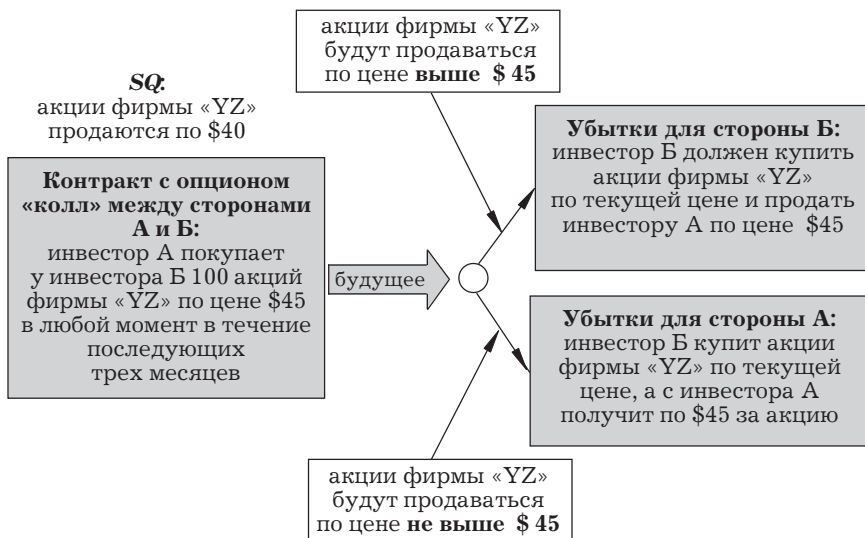 акции фирмы «YZ»
будут продаваться
по цене выше $ 45
SQ:
акции фирмы «YZ»
продаются по $40
Контракт с опционом
«колл» между сторонами
А и Б:
инвестор А покупает
у инвестора Б 100 акций
фирмы «YZ» по цене $45
в любой момент в течение
последующих
трех месяцев
будущее
Убытки для стороны Б:
инвестор Б должен купить
акции фирмы «YZ»
по текущей цене и продать
инвестору А по цене $45
Убытки для стороны А:
инвестор Б купит акции
фирмы «YZ» по текущей
цене, а с инвестора А
получит по $45 за акцию
акции фирмы «YZ»
будут продаваться
по цене не выше $ 45